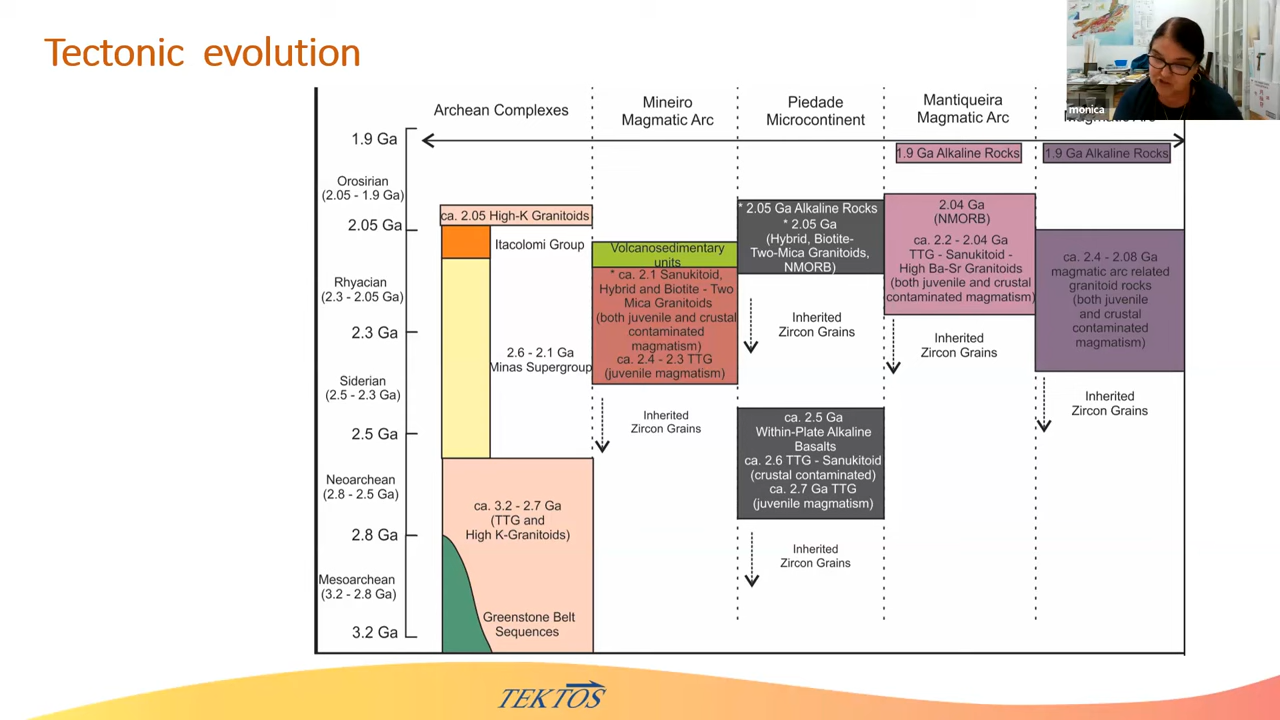 Tectonic evolution
monica
Archean Complexes
Mineiro
Magmatic Arc
Piedade
Microcontinent
Mantiqueira
Magmatic Arc
Magmatic Arc
1.9 Ga
Orosirian
(2.05 - 1.9 Ga)
2.05 Ga
Rhyacian
(2.3 - 2.05 Ga)
2.3 Ga
Siderian
(2.5 - 2.3 Ga)
2.5 Ga
Neoarchean
(2.8 - 2.5 Ga)
2.8 Ga
Mesoarchean
(3.2 - 2.8 Ga)
3.2 Ga
ca. 2.05 High-K Granitoids
Itacolomi Group
2.6 - 2.1 Ga
Minas Supergroup
ca. 3.2 - 2.7 Ga
(TTG and
High K-Granitoids)
Greenstone Belt
Sequences
Volcanosedimentary
units
* ca. 2.1 Sanukitoid,
Hybrid and Biotite - Two
Mica Granitoids
(both juvenile and crustal
contaminated
magmatism)
ca. 2.4 - 2.3 TTG
(juvenile magmatism)
Inherited
Zircon Grains
* 2.05 Ga Alkaline Rocks
* 2.05 Ga
(Hybrid, Biotite-
Two-Mica Granitoids,
NMORB)
Inherited
Zircon Grains
ca. 2.5 Ga
Within-Plate Alkaline
Basalts
ca. 2.6 TTG - Sanukitoid
(crustal contaminated)
ca. 2.7 Ga TTG
(juvenile magmatism)
Inherited
Zircon Grains
1.9 Ga Alkaline Rocks
2.04 Ga
(NMORB)
ca. 2.2 - 2.04 Ga
TTG - Sanukitoid -
High Ba-Sr Granitoids
(both juvenile and crustal
contaminated magmatism)
Inherited
Zircon Grains
1.9 Ga Alkaline Rocks
ca. 2.4 - 2.08 Ga
magmatic arc related
granitoid rocks
(both juvenile
and crustal
contaminated
magmatism)
Inherited
Zircon Grains
TEKTOS